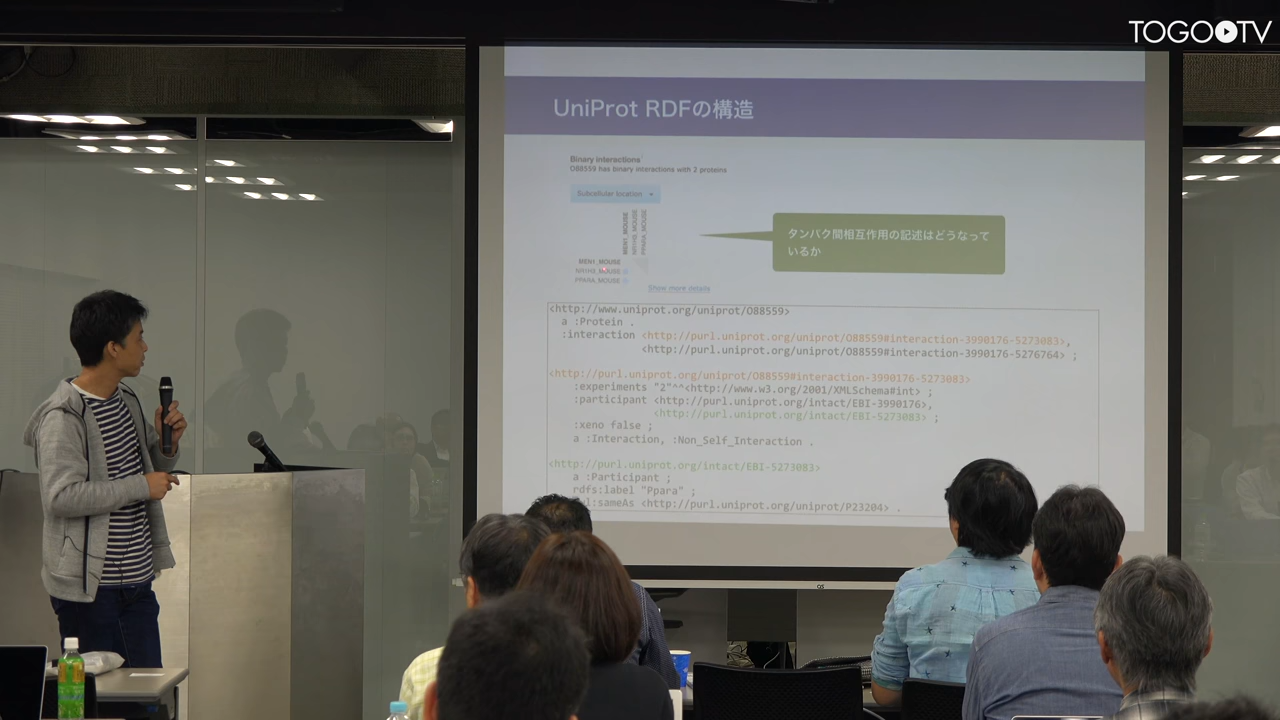 TOGO TV
UniProt RDFの構造
Binary interactions
O88559 has binary interactions with 2 proteins
Subcellular location
MEN1_MOUSE
NR1H3_MOUSE
PPARA_MOUSE
MEN1_MOUSE
NR1H3_MOUSE
PPARA_MOUSE
Show more details
タンパク間相互作用の記述はどうなって
いるか
<http://www.uniprot.org/uniprot/O88559>
a :Protein .
:interaction <http://purl.uniprot.org/uniprot/O88559#interaction-3990176-5273083>,
<http://purl.uniprot.org/uniprot/O88559#interaction-3990176-5276764> ;
<http://purl.uniprot.org/uniprot/O88559#interaction-3990176-5273083>
:experiments "2"^^<http://www.w3.org/2001/XMLSchema#int> ;
:participant <http://purl.uniprot.org/intact/EBI-3990176>,
<http://purl.uniprot.org/intact/EBI-5273083> ;
:xeno false ;
a :Interaction, :Non_Self_Interaction .
<http://purl.uniprot.org/intact/EBI-5273083>
a :Participant ;
rdfs:label "Ppara" ;
:sameAs <http://purl.uniprot.org/uniprot/P23204> .